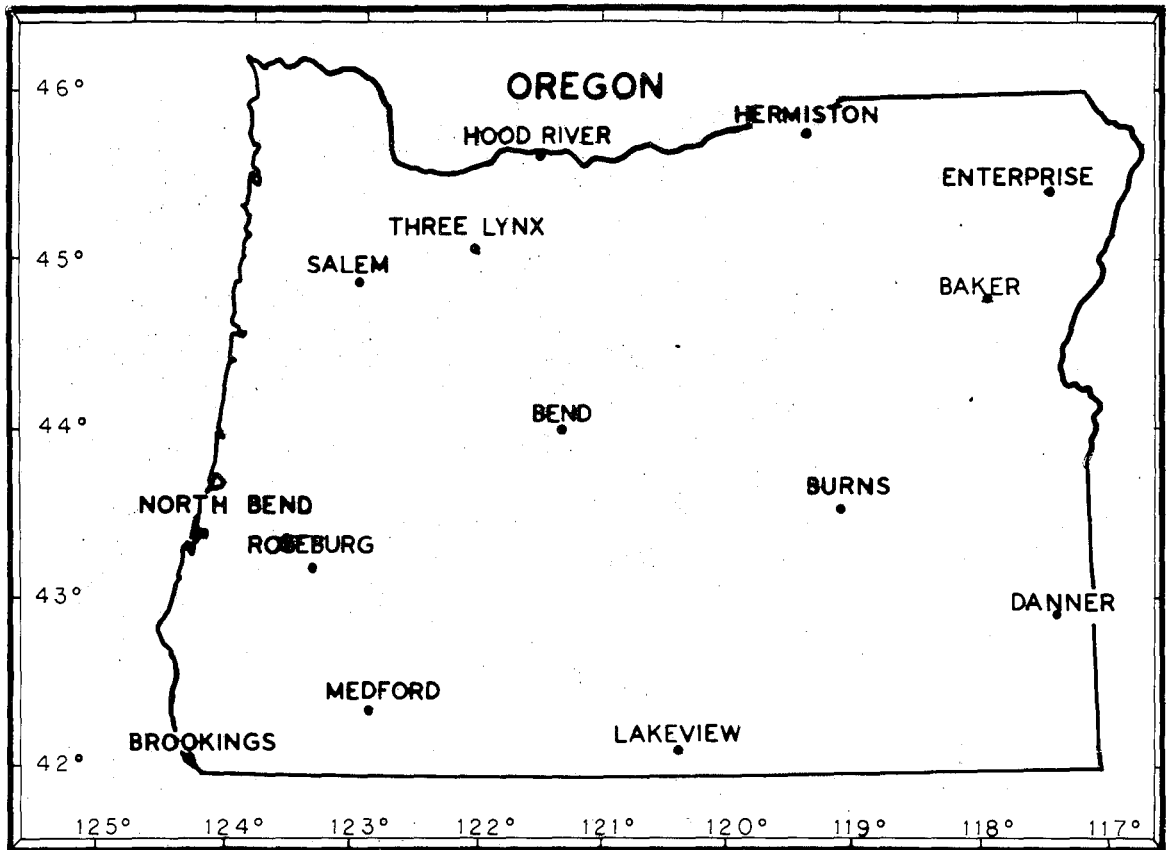 46°
OREGON
HERMISTON
HOOD RIVER
ENTERPRISE
THREE LYNX
45°
SALEM
BAKER
BEND
44°
BURNS
NORTH BEND
ROSEBURG
43°
DANNER
MEDFORD
LAKEVIEW
BROOKINGS
42°
125° 124° 123° 122° 121° 120° 119° 118° 117°